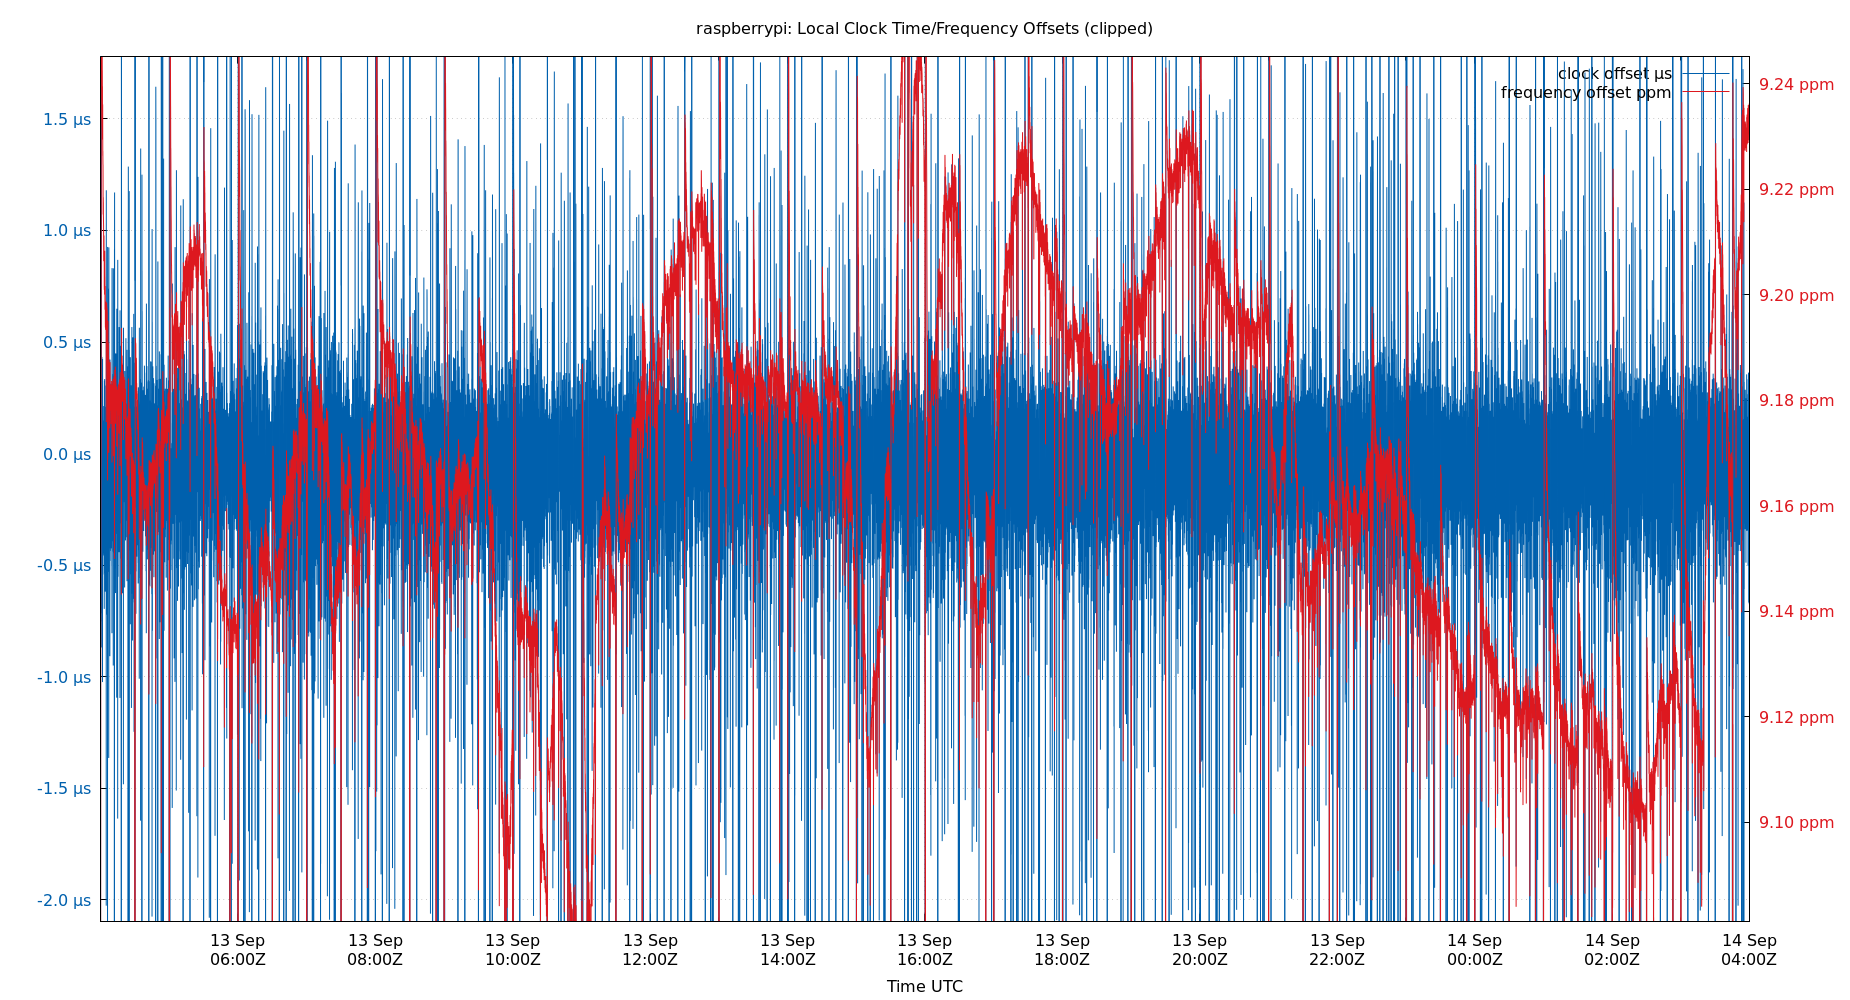 raspberrypi: Local Clock Time/Frequency Offsets (clipped)
clock offset µs
frequency offset ppm
1.5 µs
1.0 µs
0.5 µs
0.0 µs
-0.5 µs
-1.0 µs
-1.5 µs
-2.0 µs
9.24 ppm
9.22 ppm
9.20 ppm
9.18 ppm
9.16 ppm
9.14 ppm
9.12 ppm
9.10 ppm
13 Sep 13 Sep 13 Sep 13 Sep 13 Sep 13 Sep 13 Sep 13 Sep 13 Sep 14 Sep 14 Sep 14 Sep
06:00Z 08:00Z 10:00Z 12:00Z 14:00Z 16:00Z 18:00Z 20:00Z 22:00Z 00:00Z 02:00Z 04:00Z
Time UTC